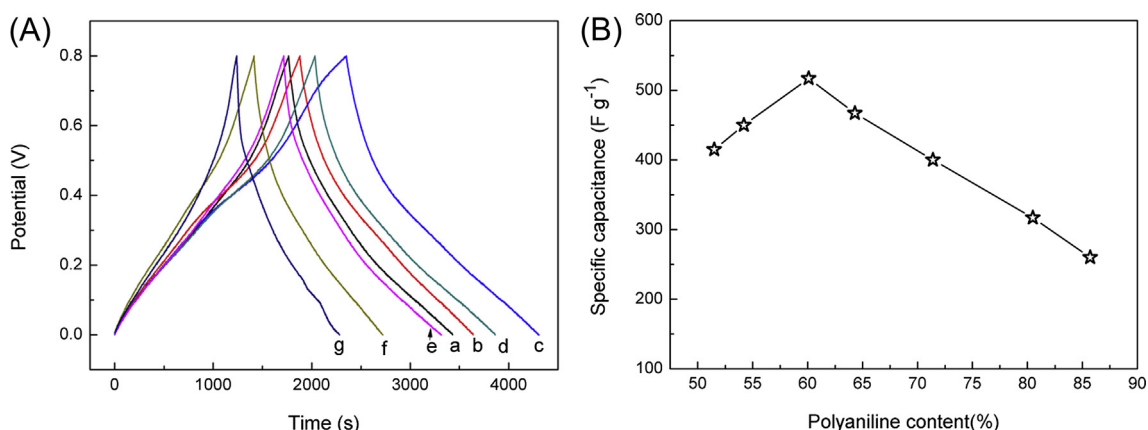 (A)
0.8
0.6
0.4
0.2
0.0
Potential (V)
g f e a b d c
0 1000 2000 3000 4000
Time (s)
(B)
600
500
400
300
200
100
Specific capacitance (F g-1)
50 55 60 65 70 75 80 85 90
Polyaniline content(%)